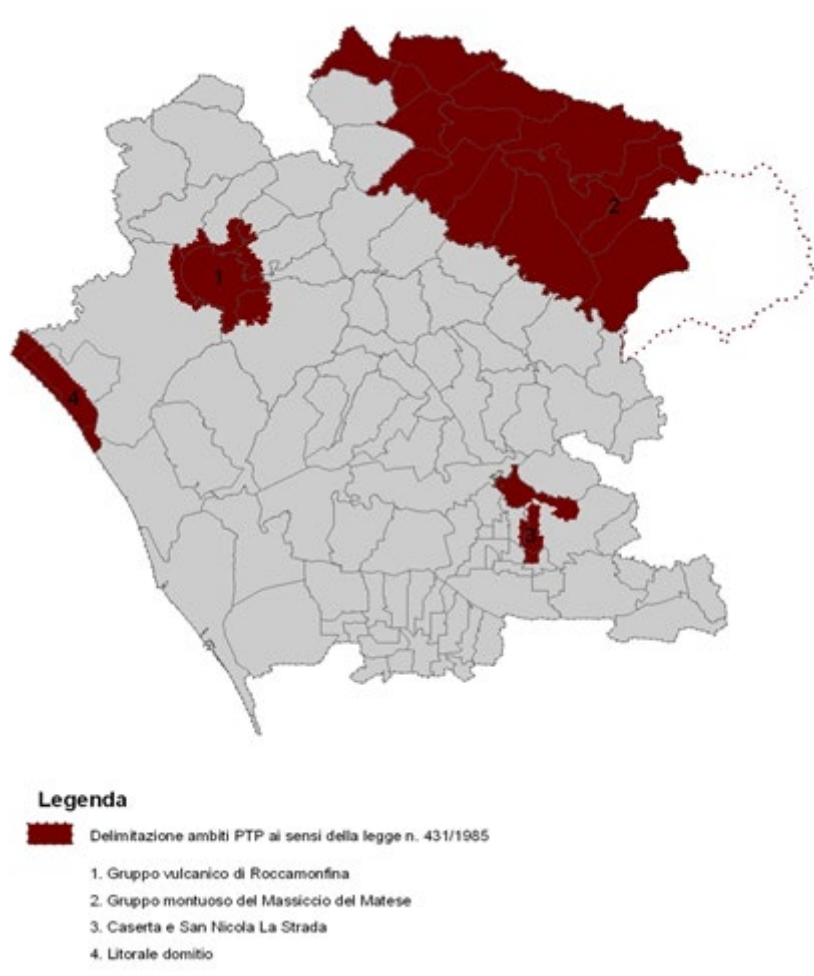 2
1
4
3
Legenda
Delimitazione ambiti PTP ai sensi della legge n. 431/1985
1. Gruppo vulcanico di Roccamonfina
2. Gruppo montuoso del Massiccio del Matese
3. Caserta e San Nicola La Strada
4. Litorale domitio